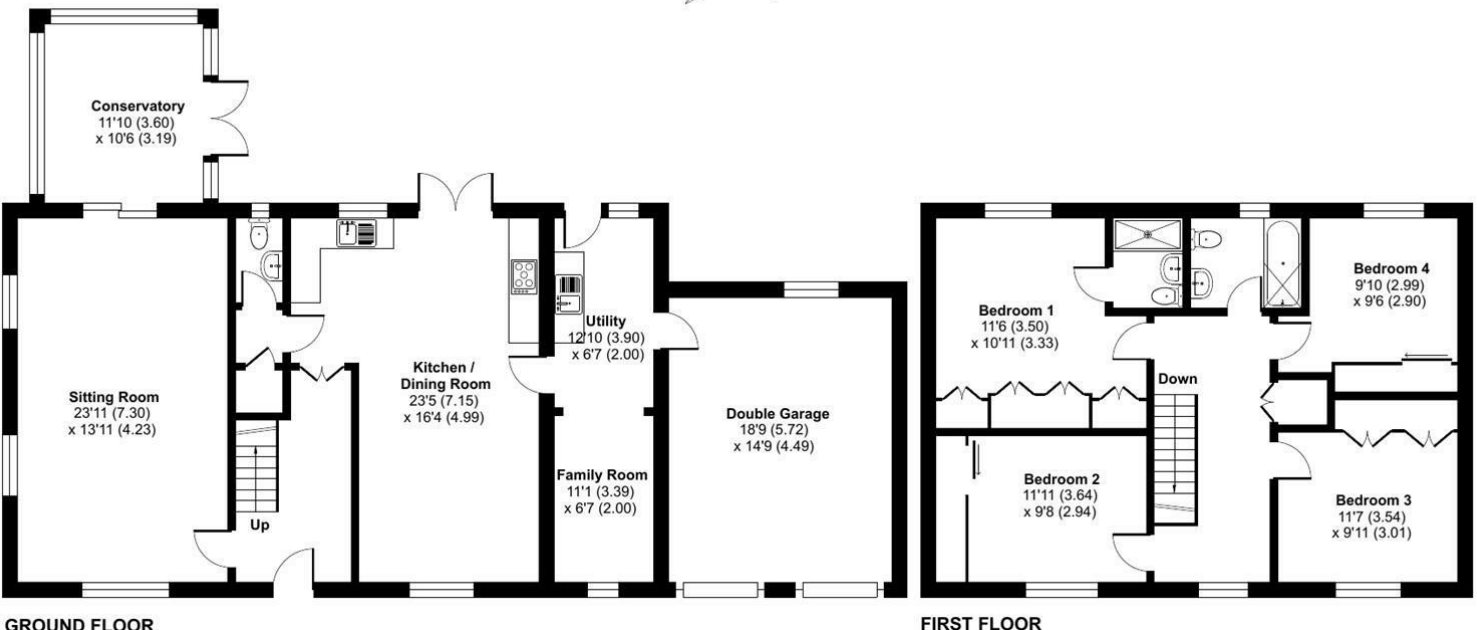 Conservatory
11'10 (3.60)
x 10'6 (3.19)
Sitting Room
23'11 (7.30)
x 13'11 (4.23)
Up
Kitchen /
Dining Room
23'5 (7.15)
x 16'4 (4.99)
Utility
12'10 (3.90)
x 6'7 (2.00)
Family Room
11'1 (3.39)
x 6'7 (2.00)
Double Garage
18'9 (5.72)
x 14'9 (4.49)
GROUND FLOOR
Bedroom 1
11'6 (3.50)
x 10'11 (3.33)
Bedroom 4
9'10 (2.99)
x 9'6 (2.90)
Down
Bedroom 2
11'11 (3.64)
x 9'8 (2.94)
Bedroom 3
11'7 (3.54)
x 9'11 (3.01)
FIRST FLOOR